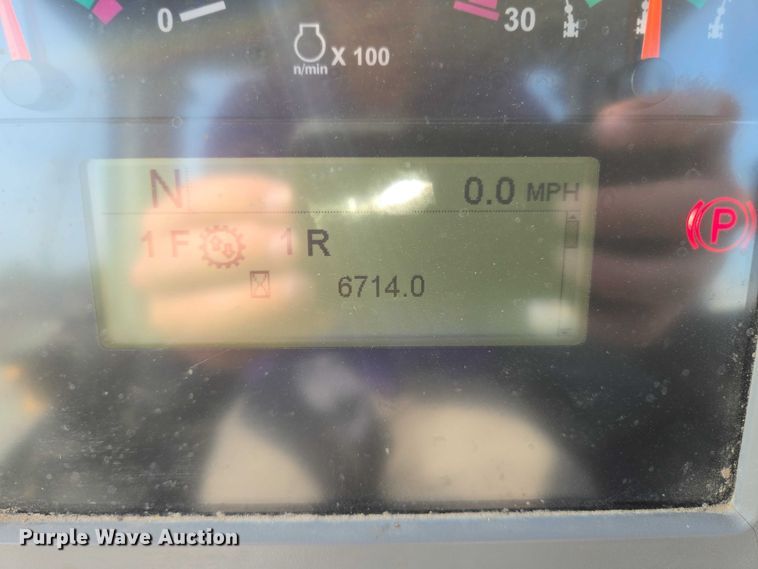 0 30
n/min X 100
N 0.0 MPH
1 F 1 R
6714.0
P
Purple Wave Auction